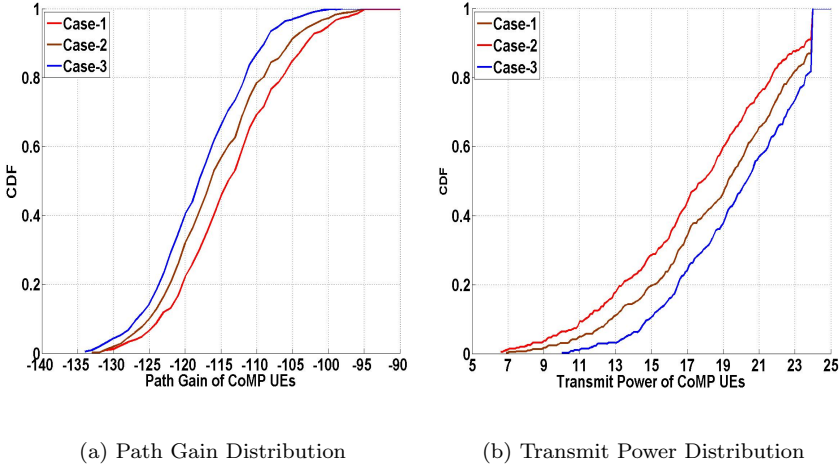 Case-1
Case-2
Case-3
CDF
1
0.8
0.6
0.4
0.2
0
-140 -135 -130 -125 -120 -115 -110 -105 -100 -95 -90
Path Gain of CoMP UEs
(a) Path Gain Distribution
Case-1
Case-2
Case-3
CDF
1
0.8
0.6
0.4
0.2
0
5 7 9 11 13 15 17 19 21 23 25
Transmit Power of CoMP UEs
(b) Transmit Power Distribution